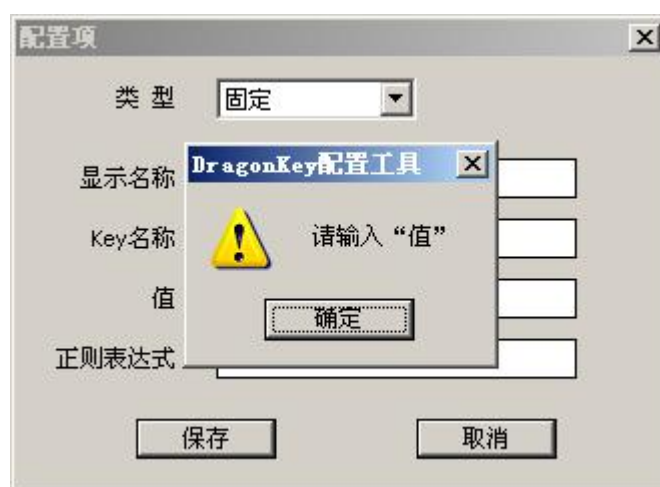 配置项
类 型 固定
显示名称
DragonKey配置工具
Key名称
请输入“值”
值
确定
正则表达式
保存 取消